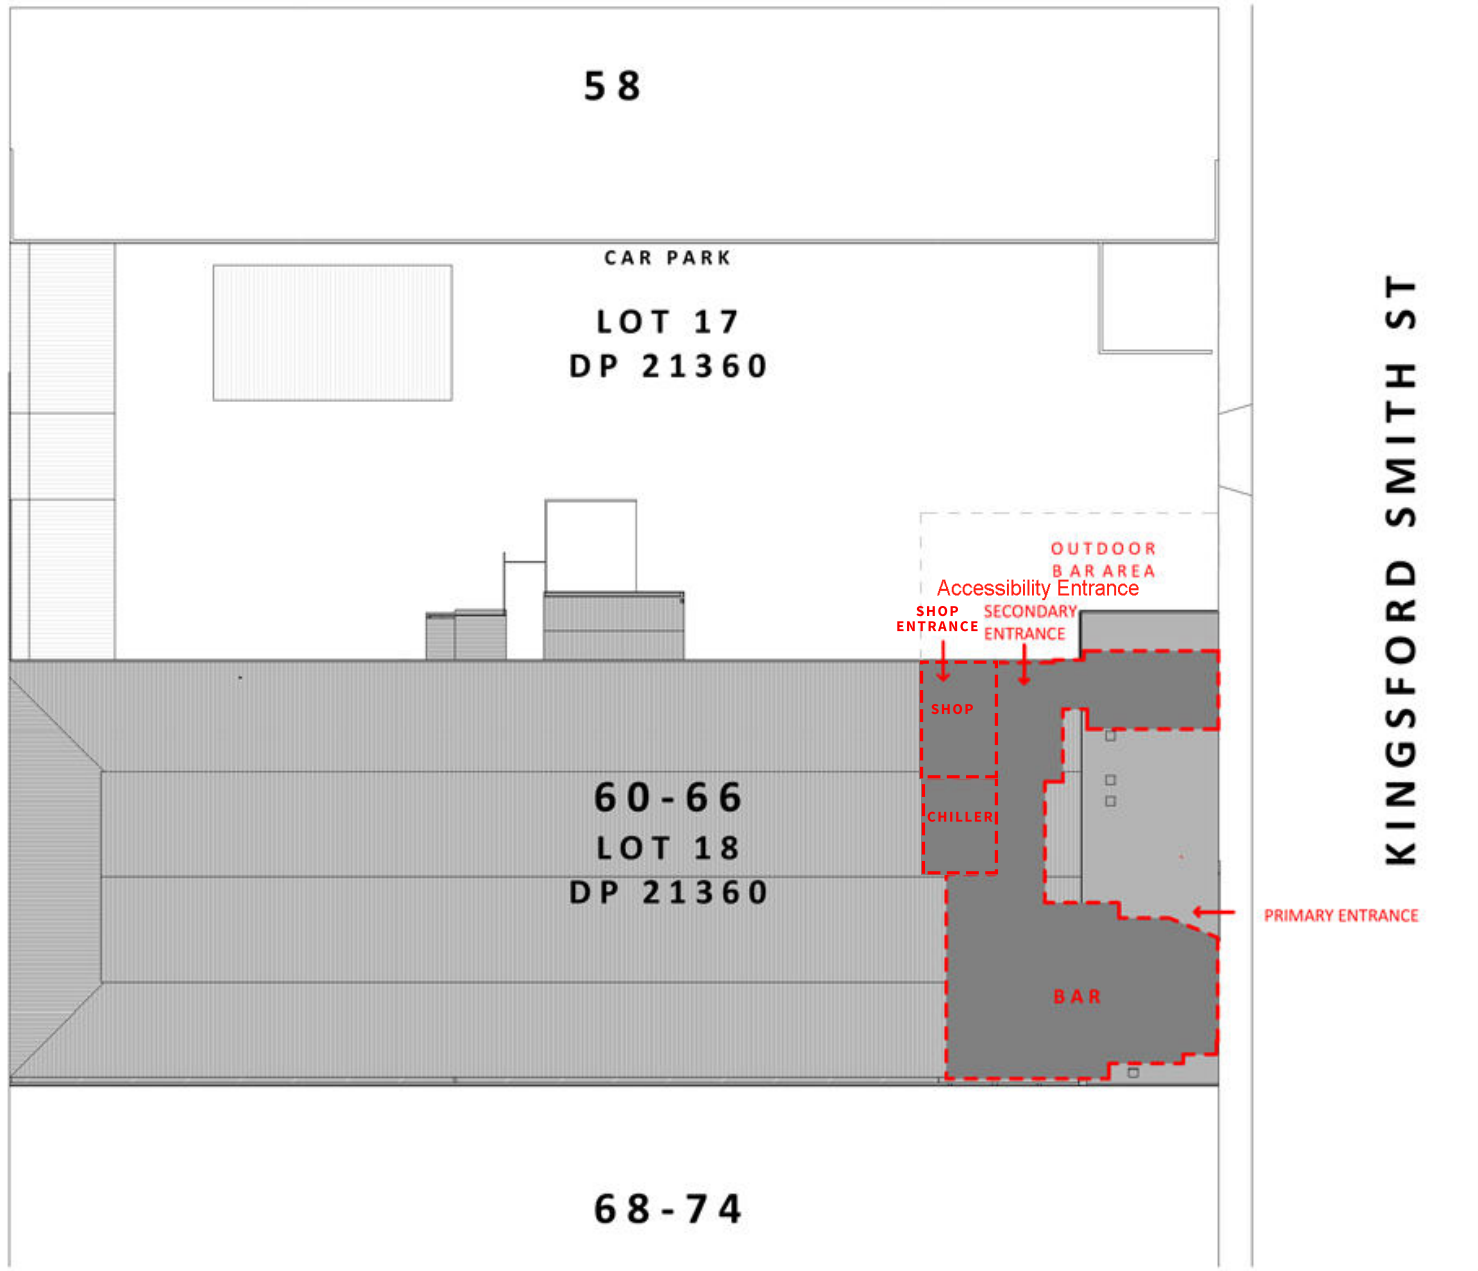 58
CAR PARK
LOT 17
DP 21360
OUTDOOR
BAR AREA
Accessibility Entrance
SHOP
ENTRANCE
SECONDARY
ENTRANCE
SHOP
CHILLER
60-66
LOT 18
DP 21360
PRIMARY ENTRANCE
BAR
68-74
KINGSFORD SMITH ST